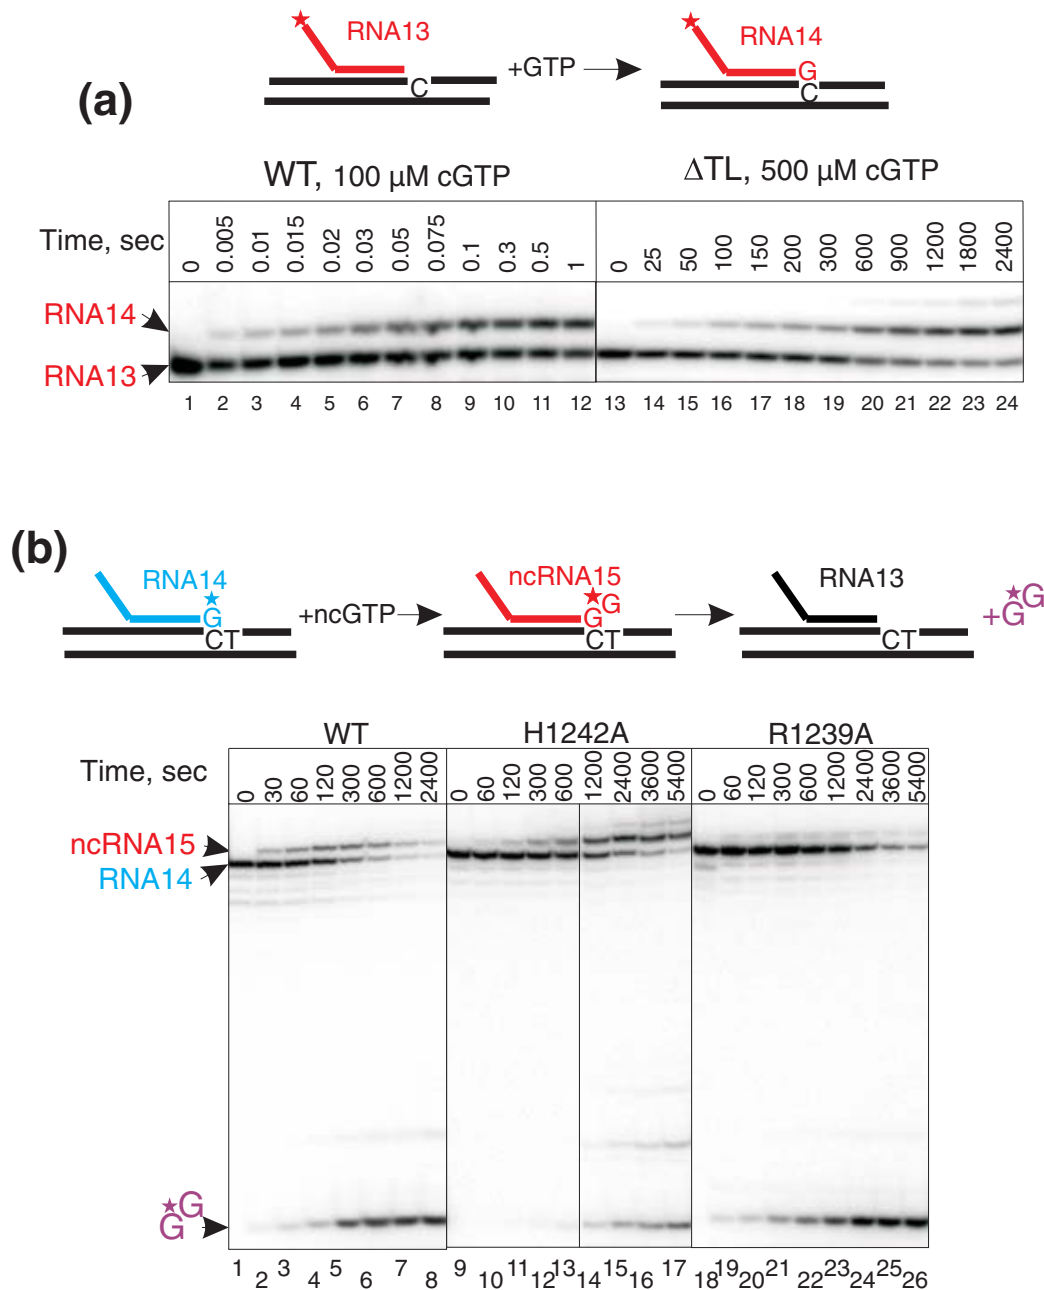 RNA13
RNA14
+GTP
G
C
C
(a)
WT, 100 µM cGTP
ΔTL, 500 µM cGTP
Time, sec
0 0.005 0.01 0.015 0.02 0.03 0.05 0.075 0.1 0.3 0.5 1 0 25 50 100 150 200 300 600 900 1200 1800 2400
RNA14
RNA13
1 2 3 4 5 6 7 8 9 10 11 12 13 14 15 16 17 18 19 20 21 22 23 24
(b)
RNA14
ncRNA15
RNA13
G
+ncGTP
G G
+GG
CT
CT
CT
WT
H1242A
R1239A
Time, sec
0 30 60 120 300 600 1200 2400 0 60 120 300 600 1200 2400 3600 5400 0 60 120 300 600 1200 2400 3600 5400
ncRNA15
RNA14
GG
1 2 3 4 5 6 7 8 9 10 11 12 13 14 15 16 17 18 19 20 21 22 23 24 25 26